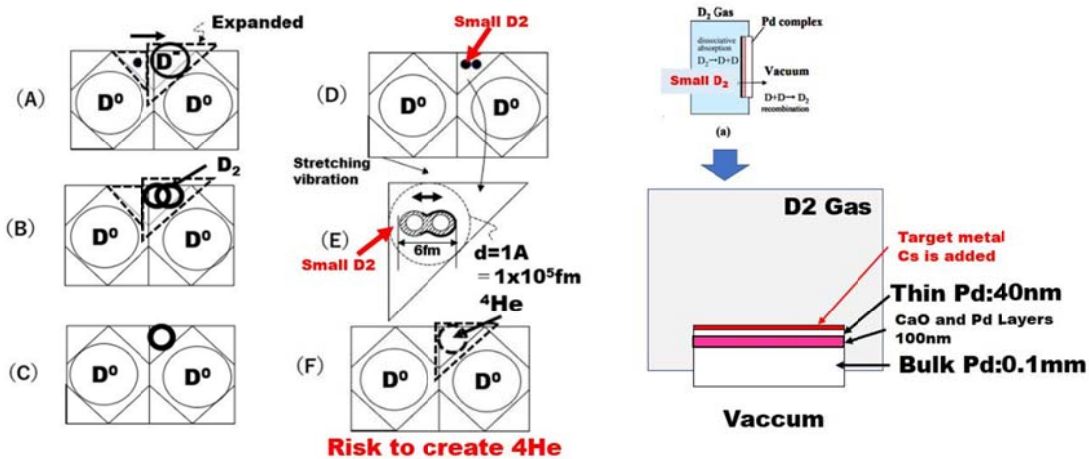 Expanded
(A)
D⁻
D⁰
D⁰
D₂
(B)
D⁰
D⁰
(C)
D⁰
D⁰
Small D2
(D)
D⁰
D⁰
Stretching
vibration
(E)
Small D2
6fm
d=1A
=1x10⁵fm
⁴He
(F)
D⁰
D⁰
Risk to create 4He
D₂ Gas
Pd complex
dissociative
absorption
D₂→D+D
Small D₂
Vacuum
D+D→ D₂
recombination
(a)
D2 Gas
Target metal
Cs is added
Thin Pd:40nm
CaO and Pd Layers
100nm
Bulk Pd:0.1mm
Vaccum